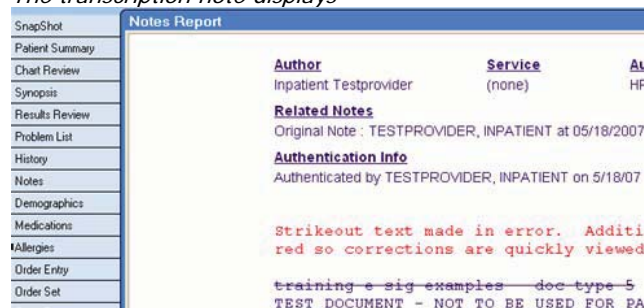 The transcription note displays
SnapShot
Patient Summary
Chart Review
Synopsis
Results Review
Problem List
History
Notes
Demographics
Medications
Allergies
Order Entry
Order Set
Notes Report
Author Service Au
Inpatient Testprovider (none) HP
Related Notes
Original Note : TESTPROVIDER, INPATIENT at 05/18/2007
Authentication Info
Authenticated by TESTPROVIDER, INPATIENT on 5/18/07
Strikeout text made in error. Additi
red so corrections are quickly viewed
training e sig examples doc type 5
TEST DOCUMENT - NOT TO BE USED FOR PA